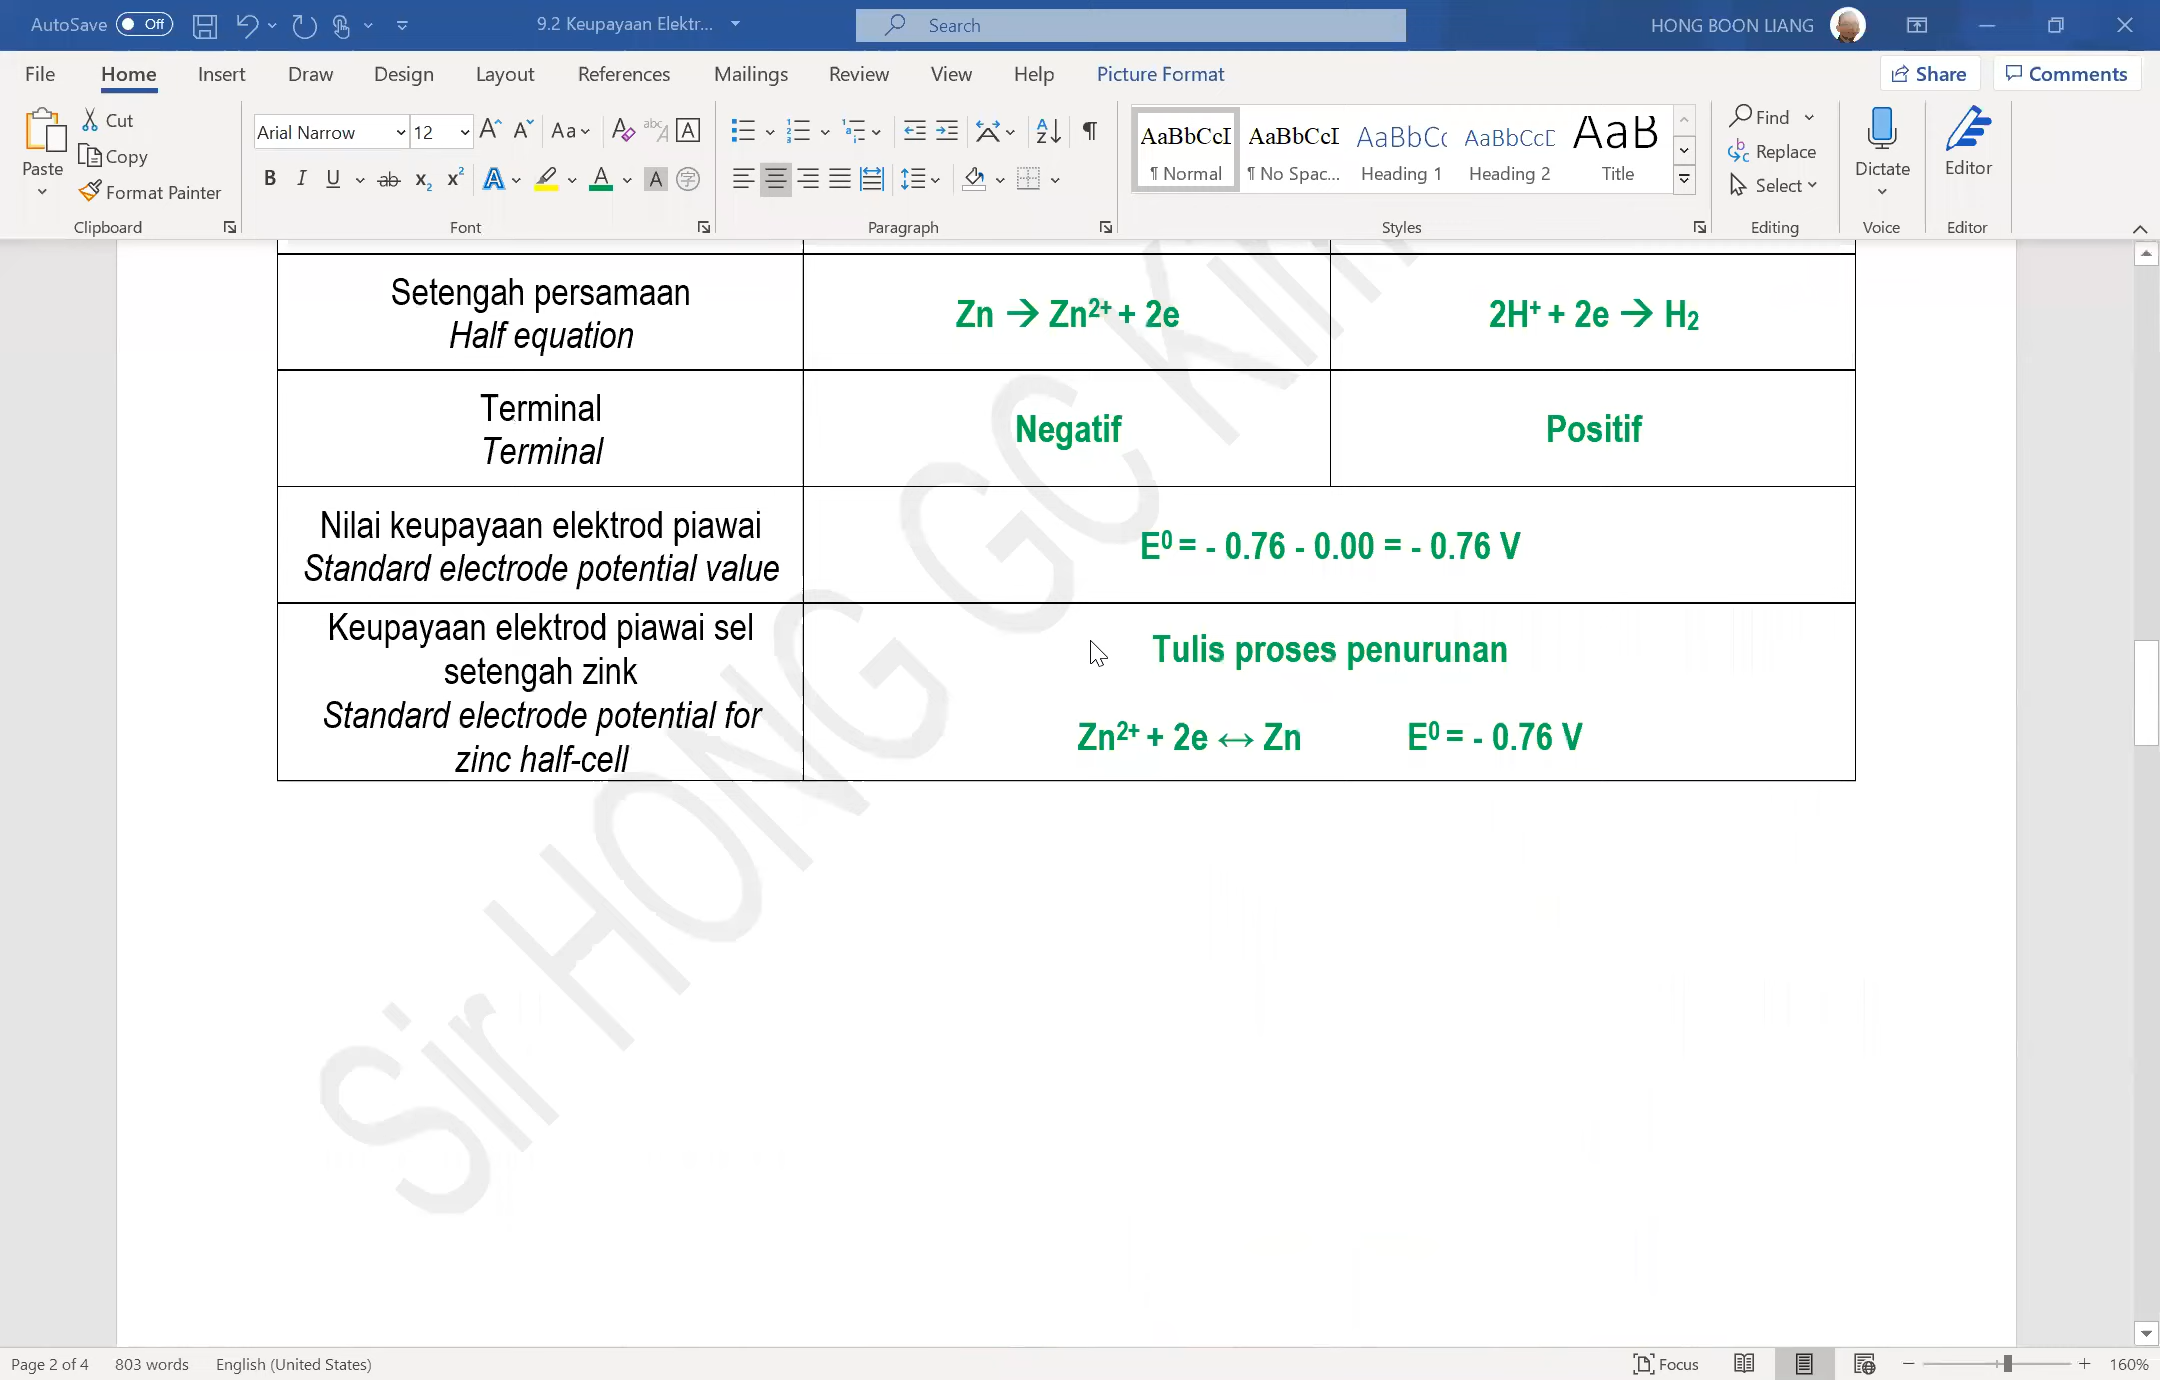 AutoSave Off 9.2 Keupayaan Elektr... Search HONG BOON LIANG
File Home Insert Draw Design Layout References Mailings Review View Help Picture Format Share Comments
Paste Cut Copy Format Painter Clipboard
Arial Narrow 12 Font
Paragraph
AaBbCcI AaBbCcI AaBbCc AaBbCcD AaB
¶ Normal ¶ No Spac... Heading 1 Heading 2 Title
Styles
Find Replace Select Editing
Dictate Voice
Editor Editor
Setengah persamaan
Half equation
Zn → Zn²⁺ + 2e
2H⁺ + 2e → H₂
Terminal
Terminal
Negatif
Positif
Nilai keupayaan elektrod piawai
Standard electrode potential value
E⁰ = - 0.76 - 0.00 = - 0.76 V
Keupayaan elektrod piawai sel
setengah zink
Standard electrode potential for
zinc half-cell
Tulis proses penurunan
Zn²⁺ + 2e ↔ Zn E⁰ = - 0.76 V
Sir HONG GC
Page 2 of 4 803 words English (United States) Focus 160%